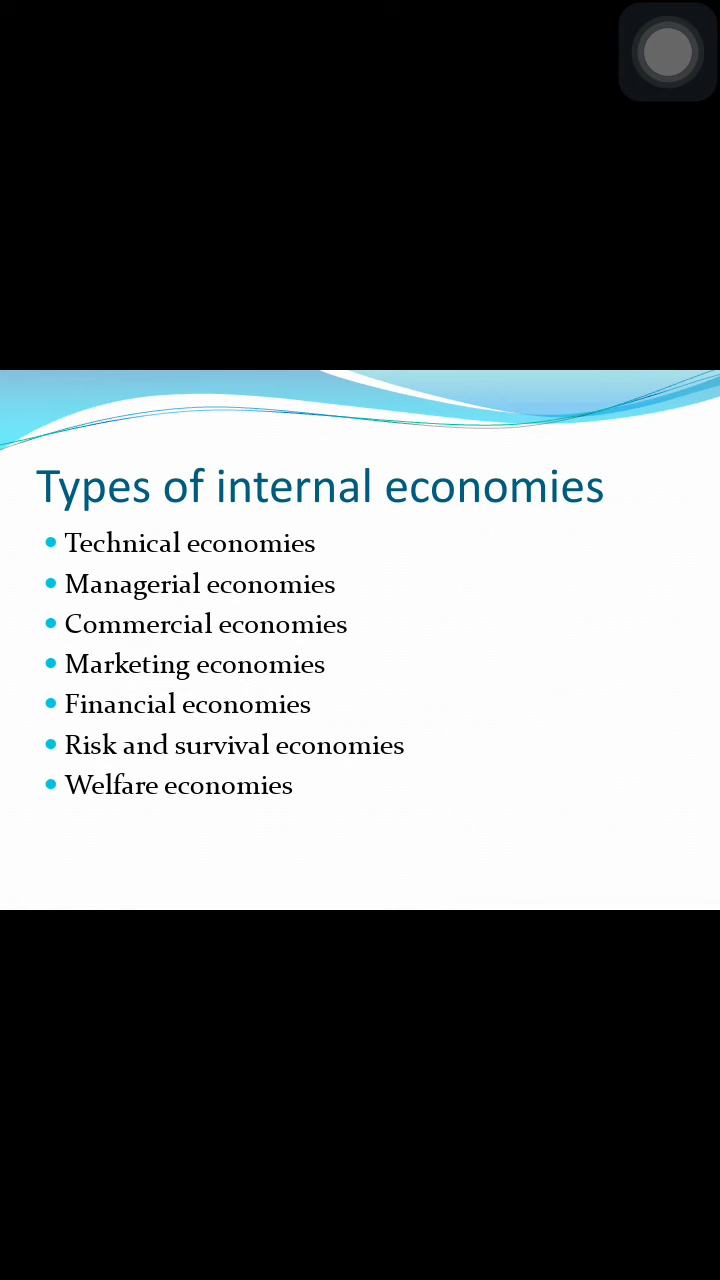 Types of internal economies
• Technical economies
• Managerial economies
• Commercial economies
• Marketing economies
• Financial economies
• Risk and survival economies
• Welfare economies